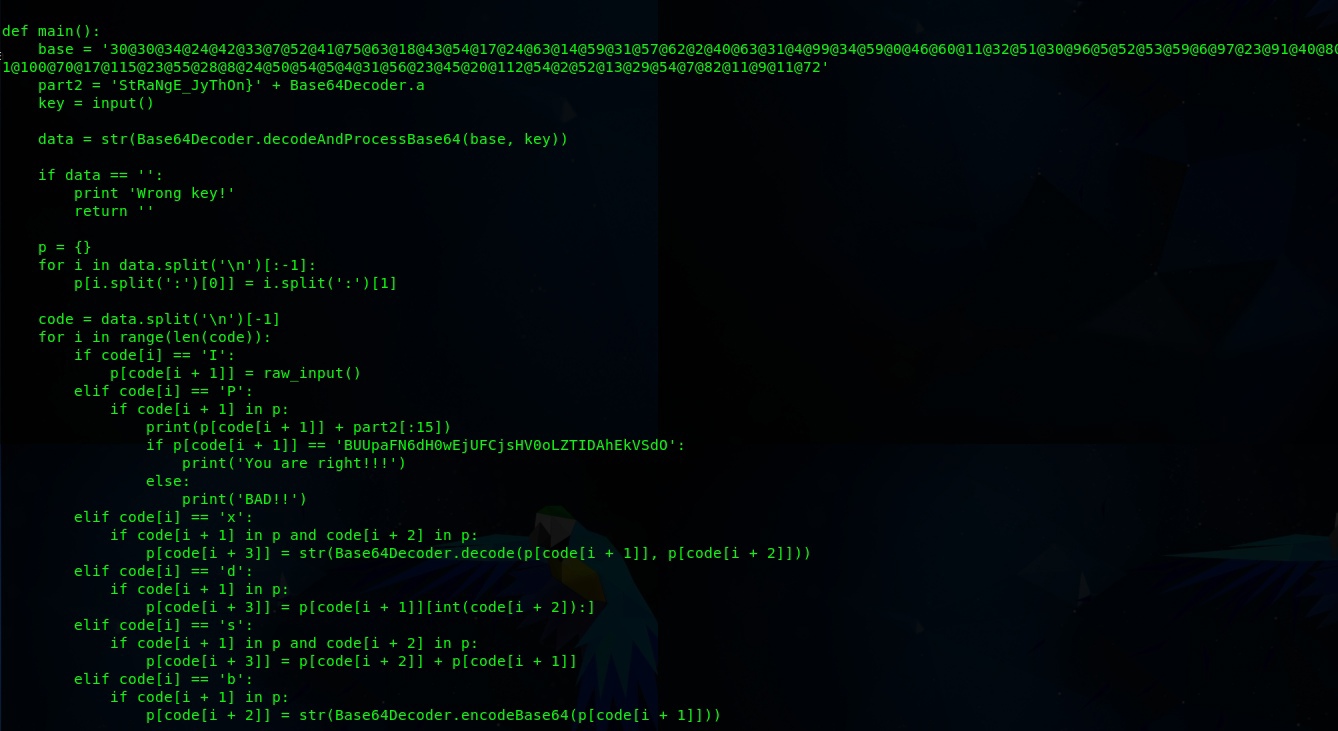 def main():
    base = '30@30@34@24@42@33@7@52@41@75@63@18@43@54@17@24@63@14@59@31@57@62@2@40@63@31@4@99@34@59@00@46@60@11@32@51@30@96@5@52@53@59@6@97@23@91@40@80
1@100@70@17@115@23@55@28@8@24@50@54@5@4@31@56@23@45@20@112@54@2@52@13@29@54@7@82@11@9@11@72'
    part2 = 'StRaNgE_JyThOn}' + Base64Decoder.a
    key = input()
    data = str(Base64Decoder.decodeAndProcessBase64(base, key))
    if data == '':
        print 'Wrong key!'
        return ''
    p = {}
    for i in data.split('\n')[:-1]:
        p[i.split(':')[0]] = i.split(':')[1]
    code = data.split('\n')[-1]
    for i in range(len(code)):
        if code[i] == 'I':
            p[code[i + 1]] = raw_input()
        elif code[i] == 'P':
            if code[i + 1] in p:
                print(p[code[i + 1]] + part2[:15])
                if p[code[i + 1]] == 'BUUpaFN6dH0wEjUFCjsHV0oLZTIDAhEkVSdO':
                    print('You are right!!!')
                else:
                    print('BAD!!')
        elif code[i] == 'x':
            if code[i + 1] in p and code[i + 2] in p:
                p[code[i + 3]] = str(Base64Decoder.decode(p[code[i + 1]], p[code[i + 2]]))
        elif code[i] == 'd':
            if code[i + 1] in p:
                p[code[i + 3]] = p[code[i + 1]][int(code[i + 2]):]
        elif code[i] == 's':
            if code[i + 1] in p and code[i + 2] in p:
                p[code[i + 3]] = p[code[i + 2]] + p[code[i + 1]]
        elif code[i] == 'b':
            if code[i + 1] in p:
                p[code[i + 2]] = str(Base64Decoder.encodeBase64(p[code[i + 1]]))